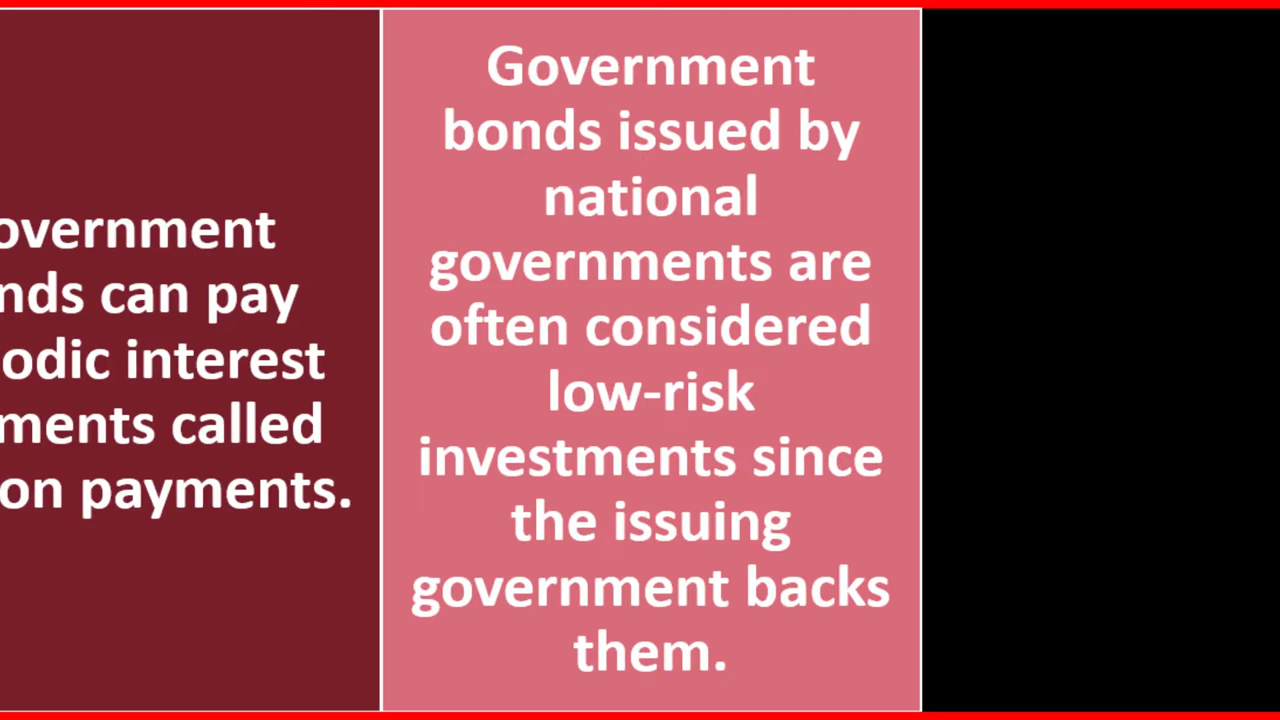 overnment
nds can pay
odic interest
ments called
on payments.
Government
bonds issued by
national
governments are
often considered
low-risk
investments since
the issuing
government backs
them.